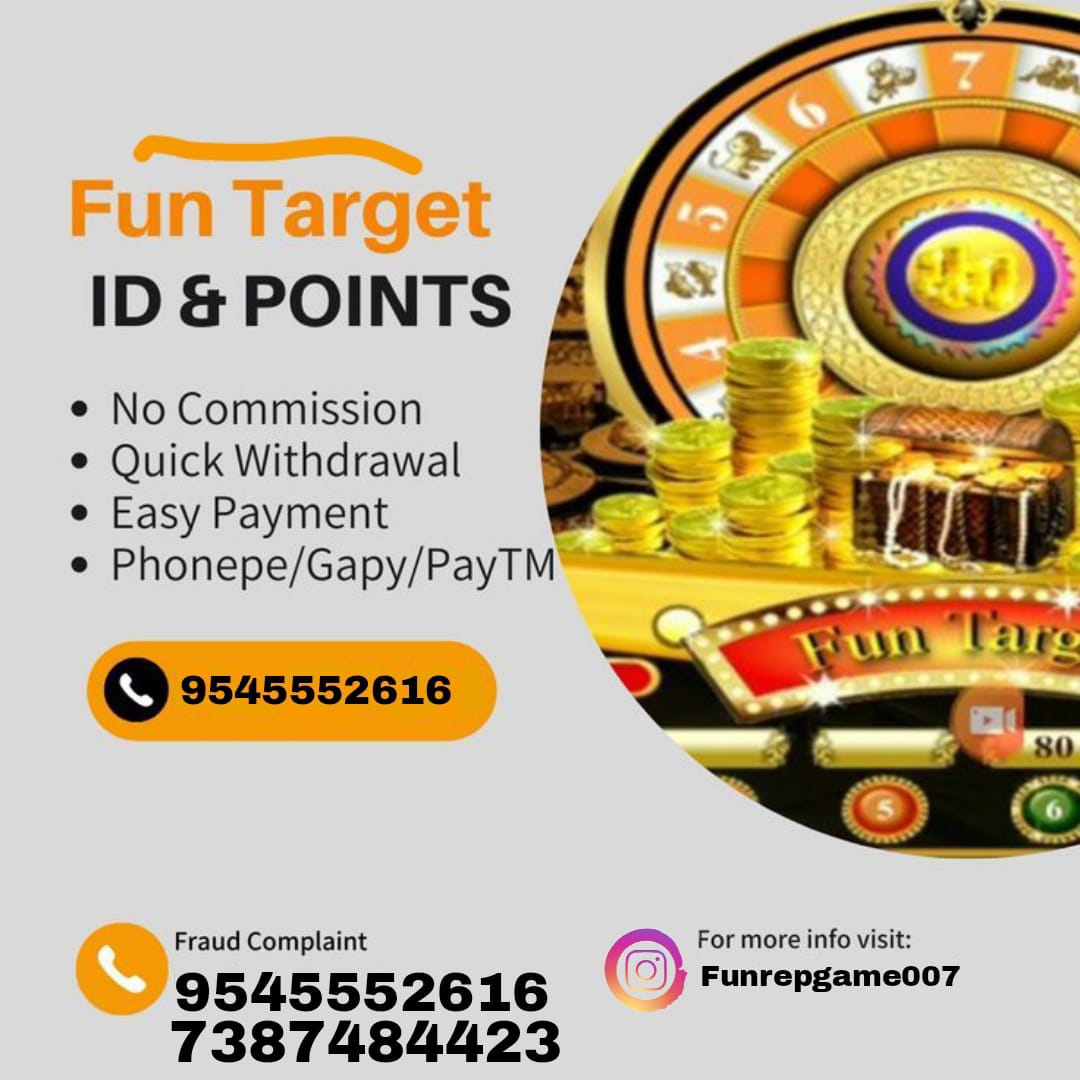 Fun Target
ID & POINTS
• No Commission
• Quick Withdrawal
• Easy Payment
• Phonepe/Gapy/PayTM
9545552616
7
6
5
4
Fun Targ
80
5
6
Fraud Complaint
9545552616
7387484423
For more info visit:
Funrepgame007